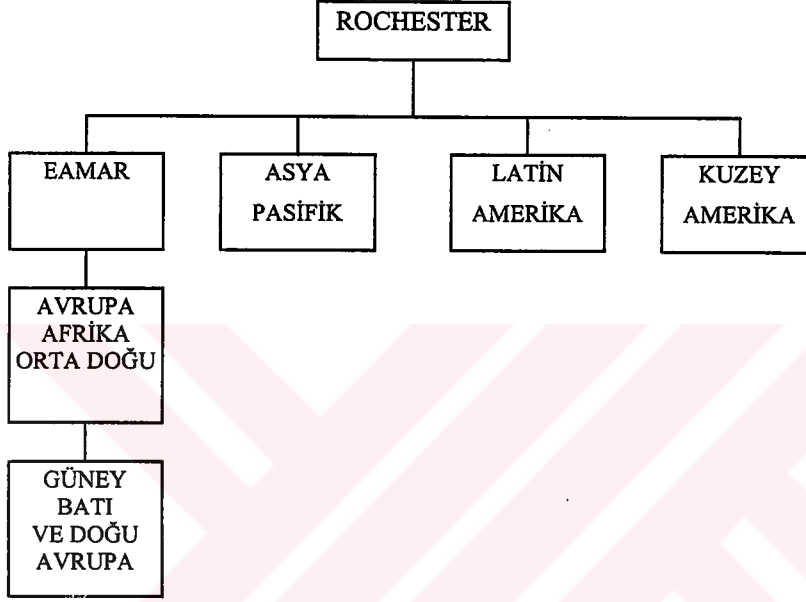 ROCHESTER
EAMAR
ASYA
PASİFİK
LATİN
AMERİKA
KUZEY
AMERİKA
AVRUPA
AFRİKA
ORTA DOĞU
GÜNEY
BATI
VE DOĞU
AVRUPA